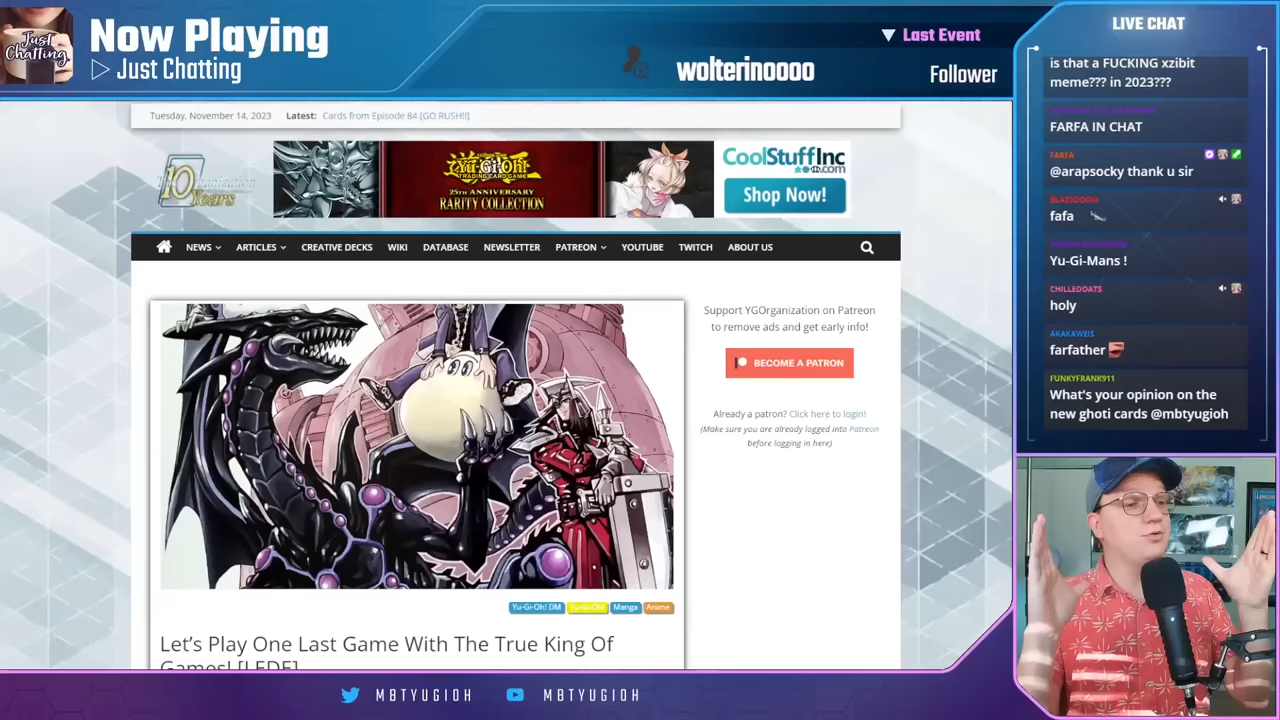 Just
Chatting
Now Playing
Just Chatting
Last Event
wolterinoooo
Follower
LIVE CHAT
is that a FUCKING xzibit
meme??? in 2023???
FARFA IN CHAT
FARFA
@arapsocky thank u sir
fafa
Yu-Gi-Mans !
CHILLEDOATS
holy
AKAKAWEIS
farfather
FUNKYFRANK911
What's your opinion on the
new ghoti cards @mbtyugioh
Tuesday, November 14, 2023 Latest: Cards from Episode 84 [GO RUSH!!]
10
Years
Yu-Gi-Oh!
TRADING CARD GAME
25TH ANNIVERSARY
RARITY COLLECTION
CoolStuffInc
.com
Shop Now!
NEWS ARTICLES CREATIVE DECKS WIKI DATABASE NEWSLETTER PATREON YOUTUBE TWITCH ABOUT US
Support YGOrganization on Patreon
to remove ads and get early info!
BECOME A PATRON
Already a patron? Click here to login!
(Make sure you are already logged into Patreon
before logging in here)
Yu-Gi-Oh! DM Manga Anime
Let's Play One Last Game With The True King Of
Games! [LEDE]
MBTYUGIOH MBTYUGIOH